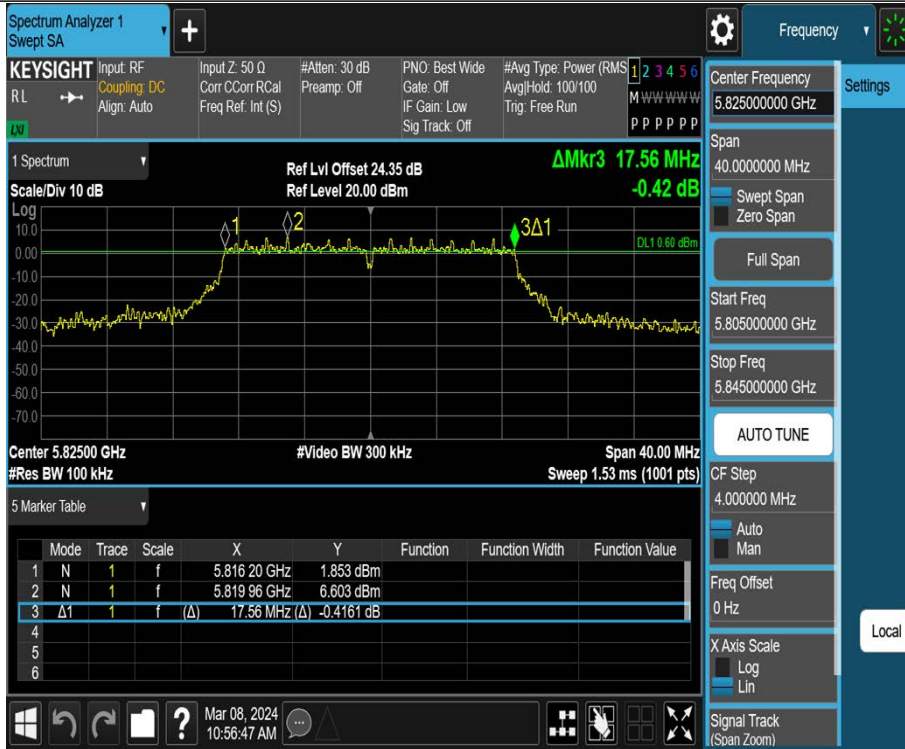 Spectrum Analyzer 1
Swept SA
+
Frequency
KEYSIGHT
RL
LXI
Input: RF
Coupling: DC
Align: Auto
Input Z: 50 Ω
Corr CCorr RCal
Freq Ref: Int (S)
#Atten: 30 dB
Preamp: Off
PNO: Best Wide
Gate: Off
IF Gain: Low
Sig Track: Off
#Avg Type: Power (RMS
Avg|Hold: 100/100
Trig: Free Run
1 2 3 4 5 6
M W W W W W
P P P P P P
1 Spectrum
Scale/Div 10 dB
Ref Lvl Offset 24.35 dB
Ref Level 20.00 dBm
ΔMkr3 17.56 MHz
-0.42 dB
Log
10.0
0.00
-10.0
-20.0
-30.0
-40.0
-50.0
-60.0
-70.0
1
2
3Δ1
DL1 0.60 dBm
Center 5.82500 GHz
#Res BW 100 kHz
#Video BW 300 kHz
Span 40.00 MHz
Sweep 1.53 ms (1001 pts)
5 Marker Table
Mode Trace Scale X Y Function Function Width Function Value
1 N 1 f 5.816 20 GHz 1.853 dBm
2 N 1 f 5.819 96 GHz 6.603 dBm
3 Δ1 1 f (Δ) 17.56 MHz (Δ) -0.4161 dB
4
5
6
?
Mar 08, 2024
10:56:47 AM
Center Frequency
5.825000000 GHz
Span
40.0000000 MHz
Swept Span
Zero Span
Full Span
Start Freq
5.805000000 GHz
Stop Freq
5.845000000 GHz
AUTO TUNE
CF Step
4.000000 MHz
Auto
Man
Freq Offset
0 Hz
X Axis Scale
Log
Lin
Signal Track
(Span Zoom)
Settings
Local